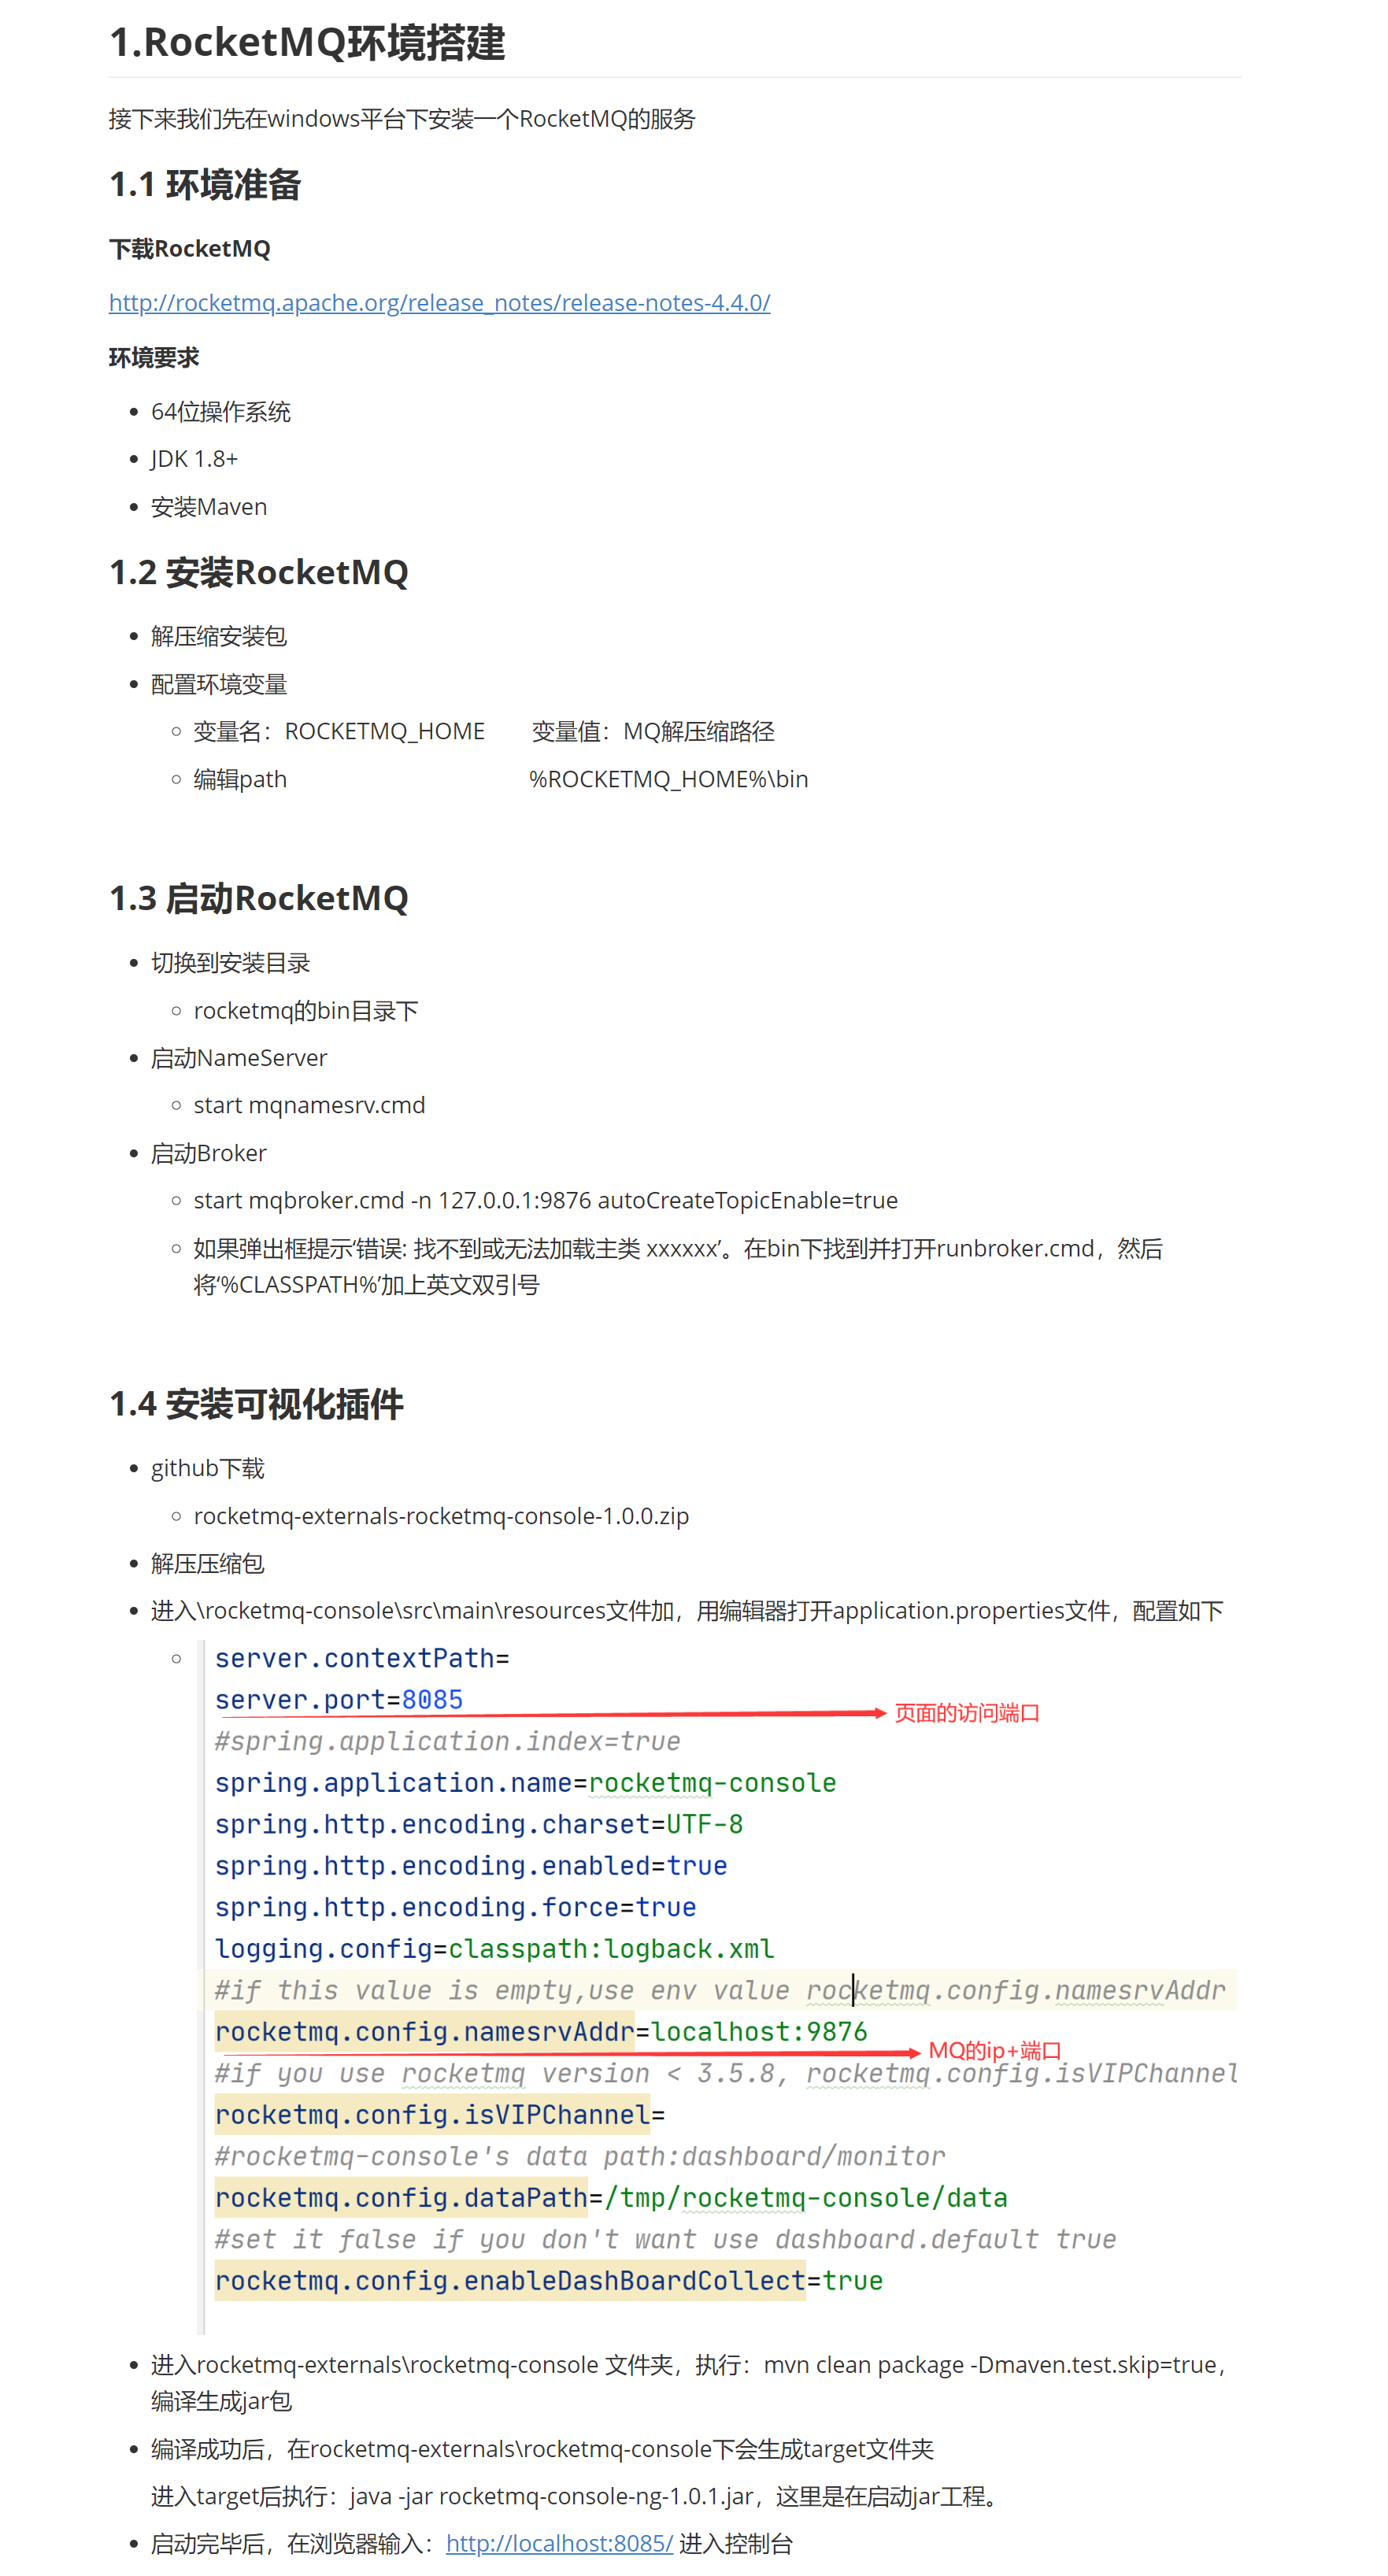 1.RocketMQ环境搭建
接下来我们先在windows平台下安装一个RocketMQ的服务
1.1 环境准备
下载RocketMQ
http://rocketmq.apache.org/release_notes/release-notes-4.4.0/
环境要求
64位操作系统
JDK 1.8+
安装Maven
1.2 安装RocketMQ
解压缩安装包
配置环境变量
变量名：ROCKETMQ_HOME 变量值：MQ解压缩路径
编辑path %ROCKETMQ_HOME%\bin
1.3 启动RocketMQ
切换到安装目录
rocketmq的bin目录下
启动NameServer
start mqnamesrv.cmd
启动Broker
start mqbroker.cmd -n 127.0.0.1:9876 autoCreateTopicEnable=true
如果弹出框提示‘错误: 找不到或无法加载主类 xxxxxx’。在bin下找到并打开runbroker.cmd，然后
将‘%CLASSPATH%’加上英文双引号
1.4 安装可视化插件
github下载
rocketmq-externals-rocketmq-console-1.0.0.zip
解压压缩包
进入\rocketmq-console\src\main\resources文件加，用编辑器打开application.properties文件，配置如下
server.contextPath=
server.port=8085
页面的访问端口
#spring.application.index=true
spring.application.name=rocketmq-console
spring.http.encoding.charset=UTF-8
spring.http.encoding.enabled=true
spring.http.encoding.force=true
logging.config=classpath:logback.xml
#if this value is empty,use env value rocketmq.config.namesrvAddr
rocketmq.config.namesrvAddr=localhost:9876
MQ的ip+端口
#if you use rocketmq version < 3.5.8, rocketmq.config.isVIPChannel
rocketmq.config.isVIPChannel=
#rocketmq-console's data path:dashboard/monitor
rocketmq.config.dataPath=/tmp/rocketmq-console/data
#set it false if you don't want use dashboard.default true
rocketmq.config.enableDashBoardCollect=true
进入rocketmq-externals\rocketmq-console 文件夹，执行：mvn clean package -Dmaven.test.skip=true，
编译生成jar包
编译成功后，在rocketmq-externals\rocketmq-console下会生成target文件夹
进入target后执行：java -jar rocketmq-console-ng-1.0.1.jar，这里是在启动jar工程。
启动完毕后，在浏览器输入：http://localhost:8085/ 进入控制台